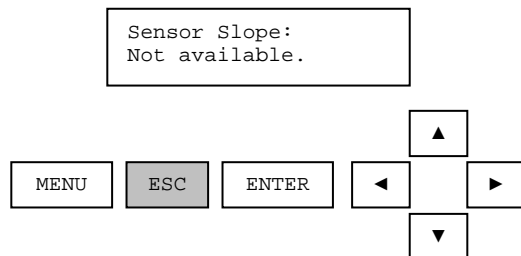 Sensor Slope:
Not available.
▲
MENU ESC ENTER ◄ ►
▼